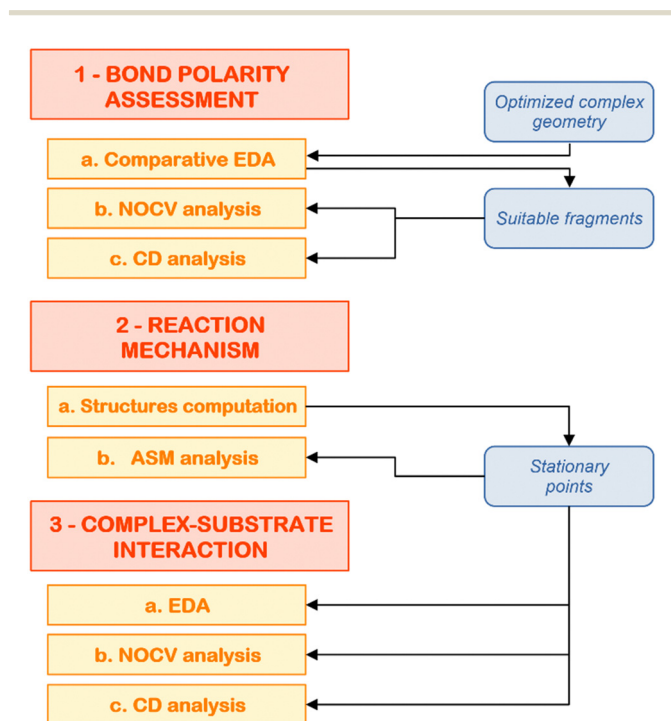 1 - BOND POLARITY
ASSESSMENT
Optimized complex
geometry
a. Comparative EDA
b. NOCV analysis
Suitable fragments
c. CD analysis
2 - REACTION
MECHANISM
a. Structures computation
b. ASM analysis
Stationary
points
3 - COMPLEX-SUBSTRATE
INTERACTION
a. EDA
b. NOCV analysis
c. CD analysis